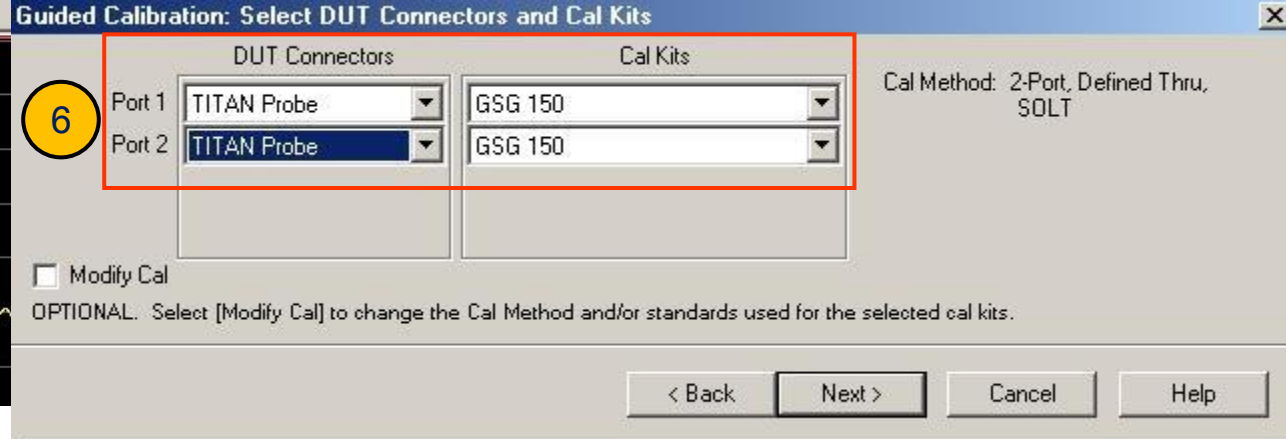 Guided Calibration: Select DUT Connectors and Cal Kits
DUT Connectors Cal Kits
6
Port 1 TITAN Probe GSG 150
Port 2 TITAN Probe GSG 150
Cal Method: 2-Port, Defined Thru,
SOLT
Modify Cal
OPTIONAL. Select [Modify Cal] to change the Cal Method and/or standards used for the selected cal kits.
< Back Next > Cancel Help